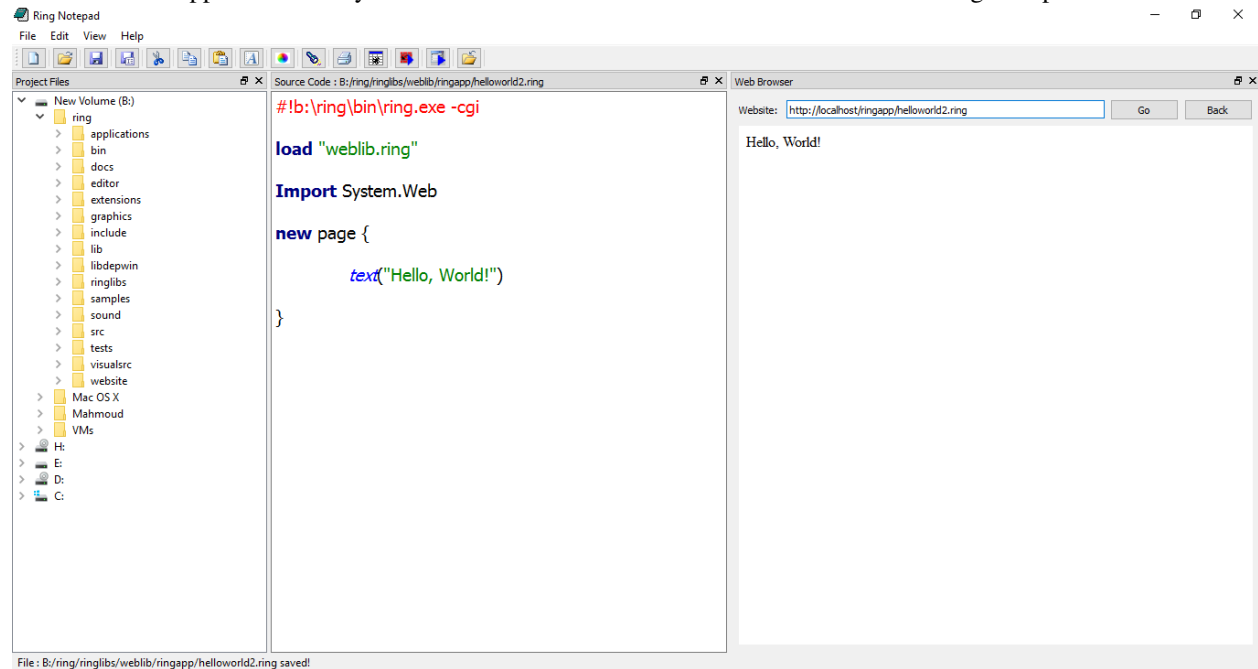 Ring Notepad
File Edit View Help
Project Files
New Volume (B:)
ring
applications
bin
docs
editor
extensions
graphics
include
lib
libdepwin
ringlibs
samples
sound
src
tests
visualsrc
website
Mac OS X
Mahmoud
VMs
H:
E:
D:
C:
Source Code : B:/ring/ringlibs/weblib/ringapp/helloworld2.ring
#!b:\ring\bin\ring.exe -cgi
load "weblib.ring"
Import System.Web
new page {
text("Hello, World!")
}
Web Browser
Website: http://localhost/ringapp/helloworld2.ring Go Back
Hello, World!
File : B:/ring/ringlibs/weblib/ringapp/helloworld2.ring saved!